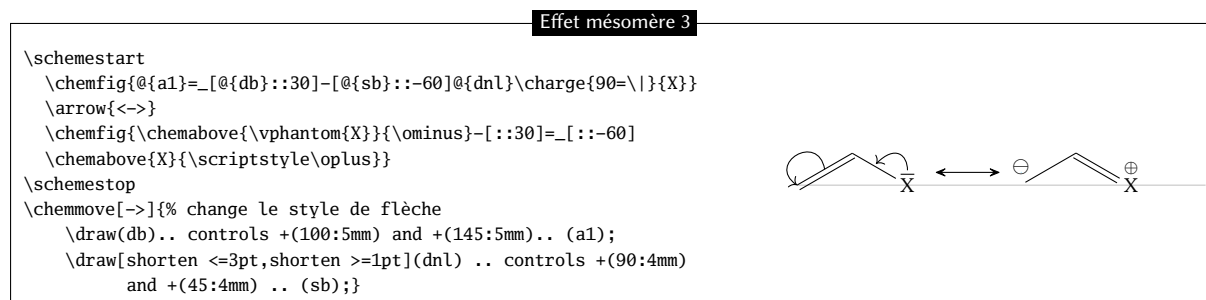 Effet mésomère 3
\schemestart
  \chemfig{@{a1}=_[@{db}::30]-[@{sb}::-60]@{dnl}\charge{90=\|}{X}}
  \arrow{<->}
  \chemfig{\chemabove{\vphantom{X}}{\ominus}-[::30]=_[::-60]
  \chemabove{X}{\scriptstyle\oplus}}
\schemestop
\chemmove[->]{% change le style de flèche
    \draw(db).. controls +(100:5mm) and +(145:5mm).. (a1);
    \draw[shorten <=3pt,shorten >=1pt](dnl) .. controls +(90:4mm)
          and +(45:4mm) .. (sb);}
⊖ ⊕
X X